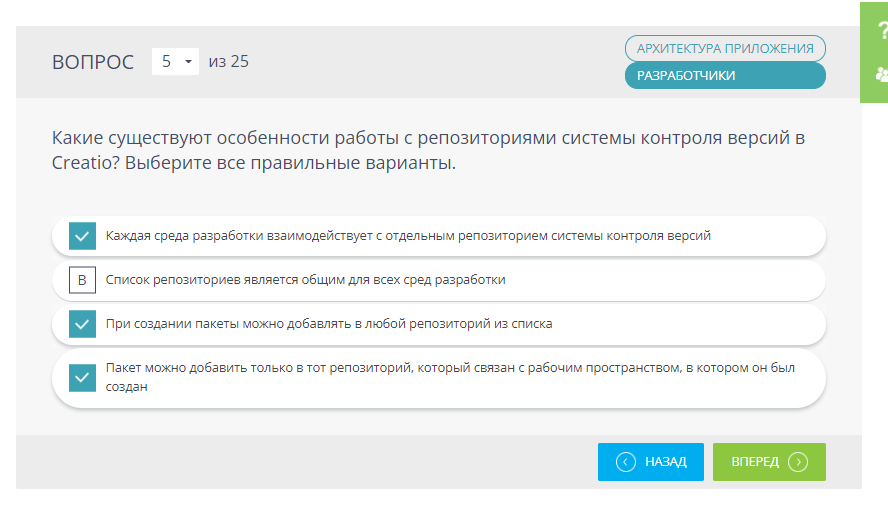 ?
АРХИТЕКТУРА ПРИЛОЖЕНИЯ
ВОПРОС 5 из 25
РАЗРАБОТЧИКИ
Какие существуют особенности работы с репозиториями системы контроля версий в
Creatio? Выберите все правильные варианты.
Каждая среда разработки взаимодействует с отдельным репозиторием системы контроля версий
B Список репозиториев является общим для всех сред разработки
При создании пакеты можно добавлять в любой репозиторий из списка
Пакет можно добавить только в тот репозиторий, который связан с рабочим пространством, в котором он был
создан
НАЗАД ВПЕРЕД